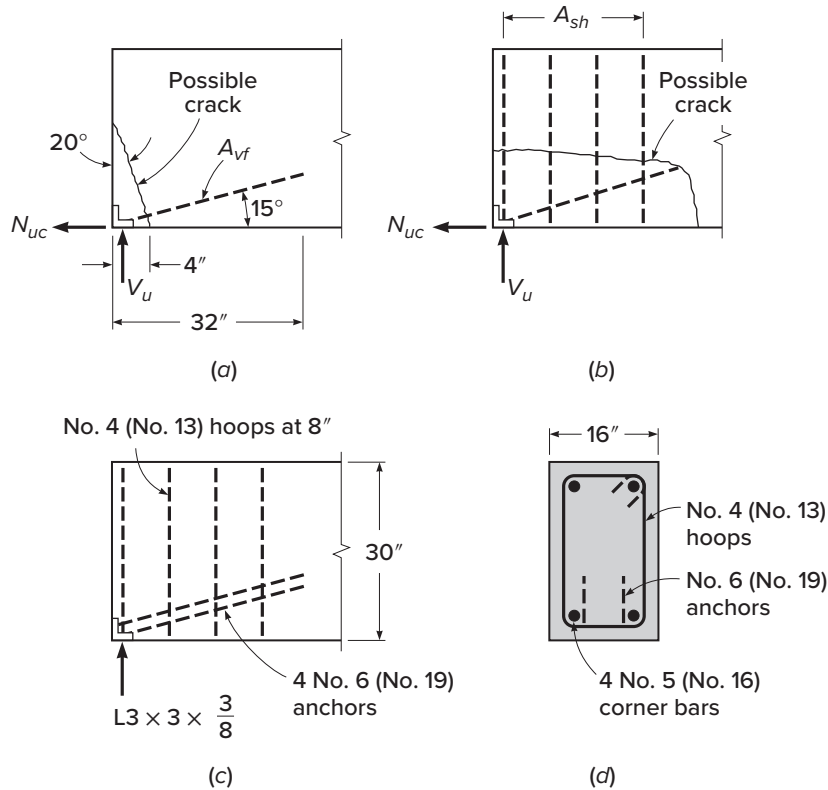 A_sh
Possible
crack
20°
A_vf
15°
N_uc
4″
V_u
32″
(a)
Possible
crack
N_uc
V_u
(b)
No. 4 (No. 13) hoops at 8″
30″
4 No. 6 (No. 19)
anchors
L3 × 3 × 3/8
(c)
16″
No. 4 (No. 13)
hoops
No. 6 (No. 19)
anchors
4 No. 5 (No. 16)
corner bars
(d)